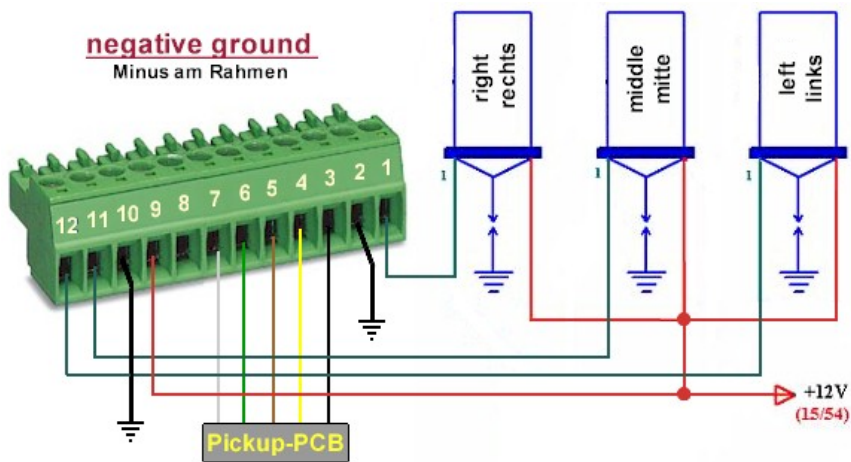 negative ground
Minus am Rahmen
right
rechts
middle
mitte
left
links
12 11 10 9 8 7 6 5 4 3 2 1
1
1
1
+12V
(15/54)
Pickup-PCB